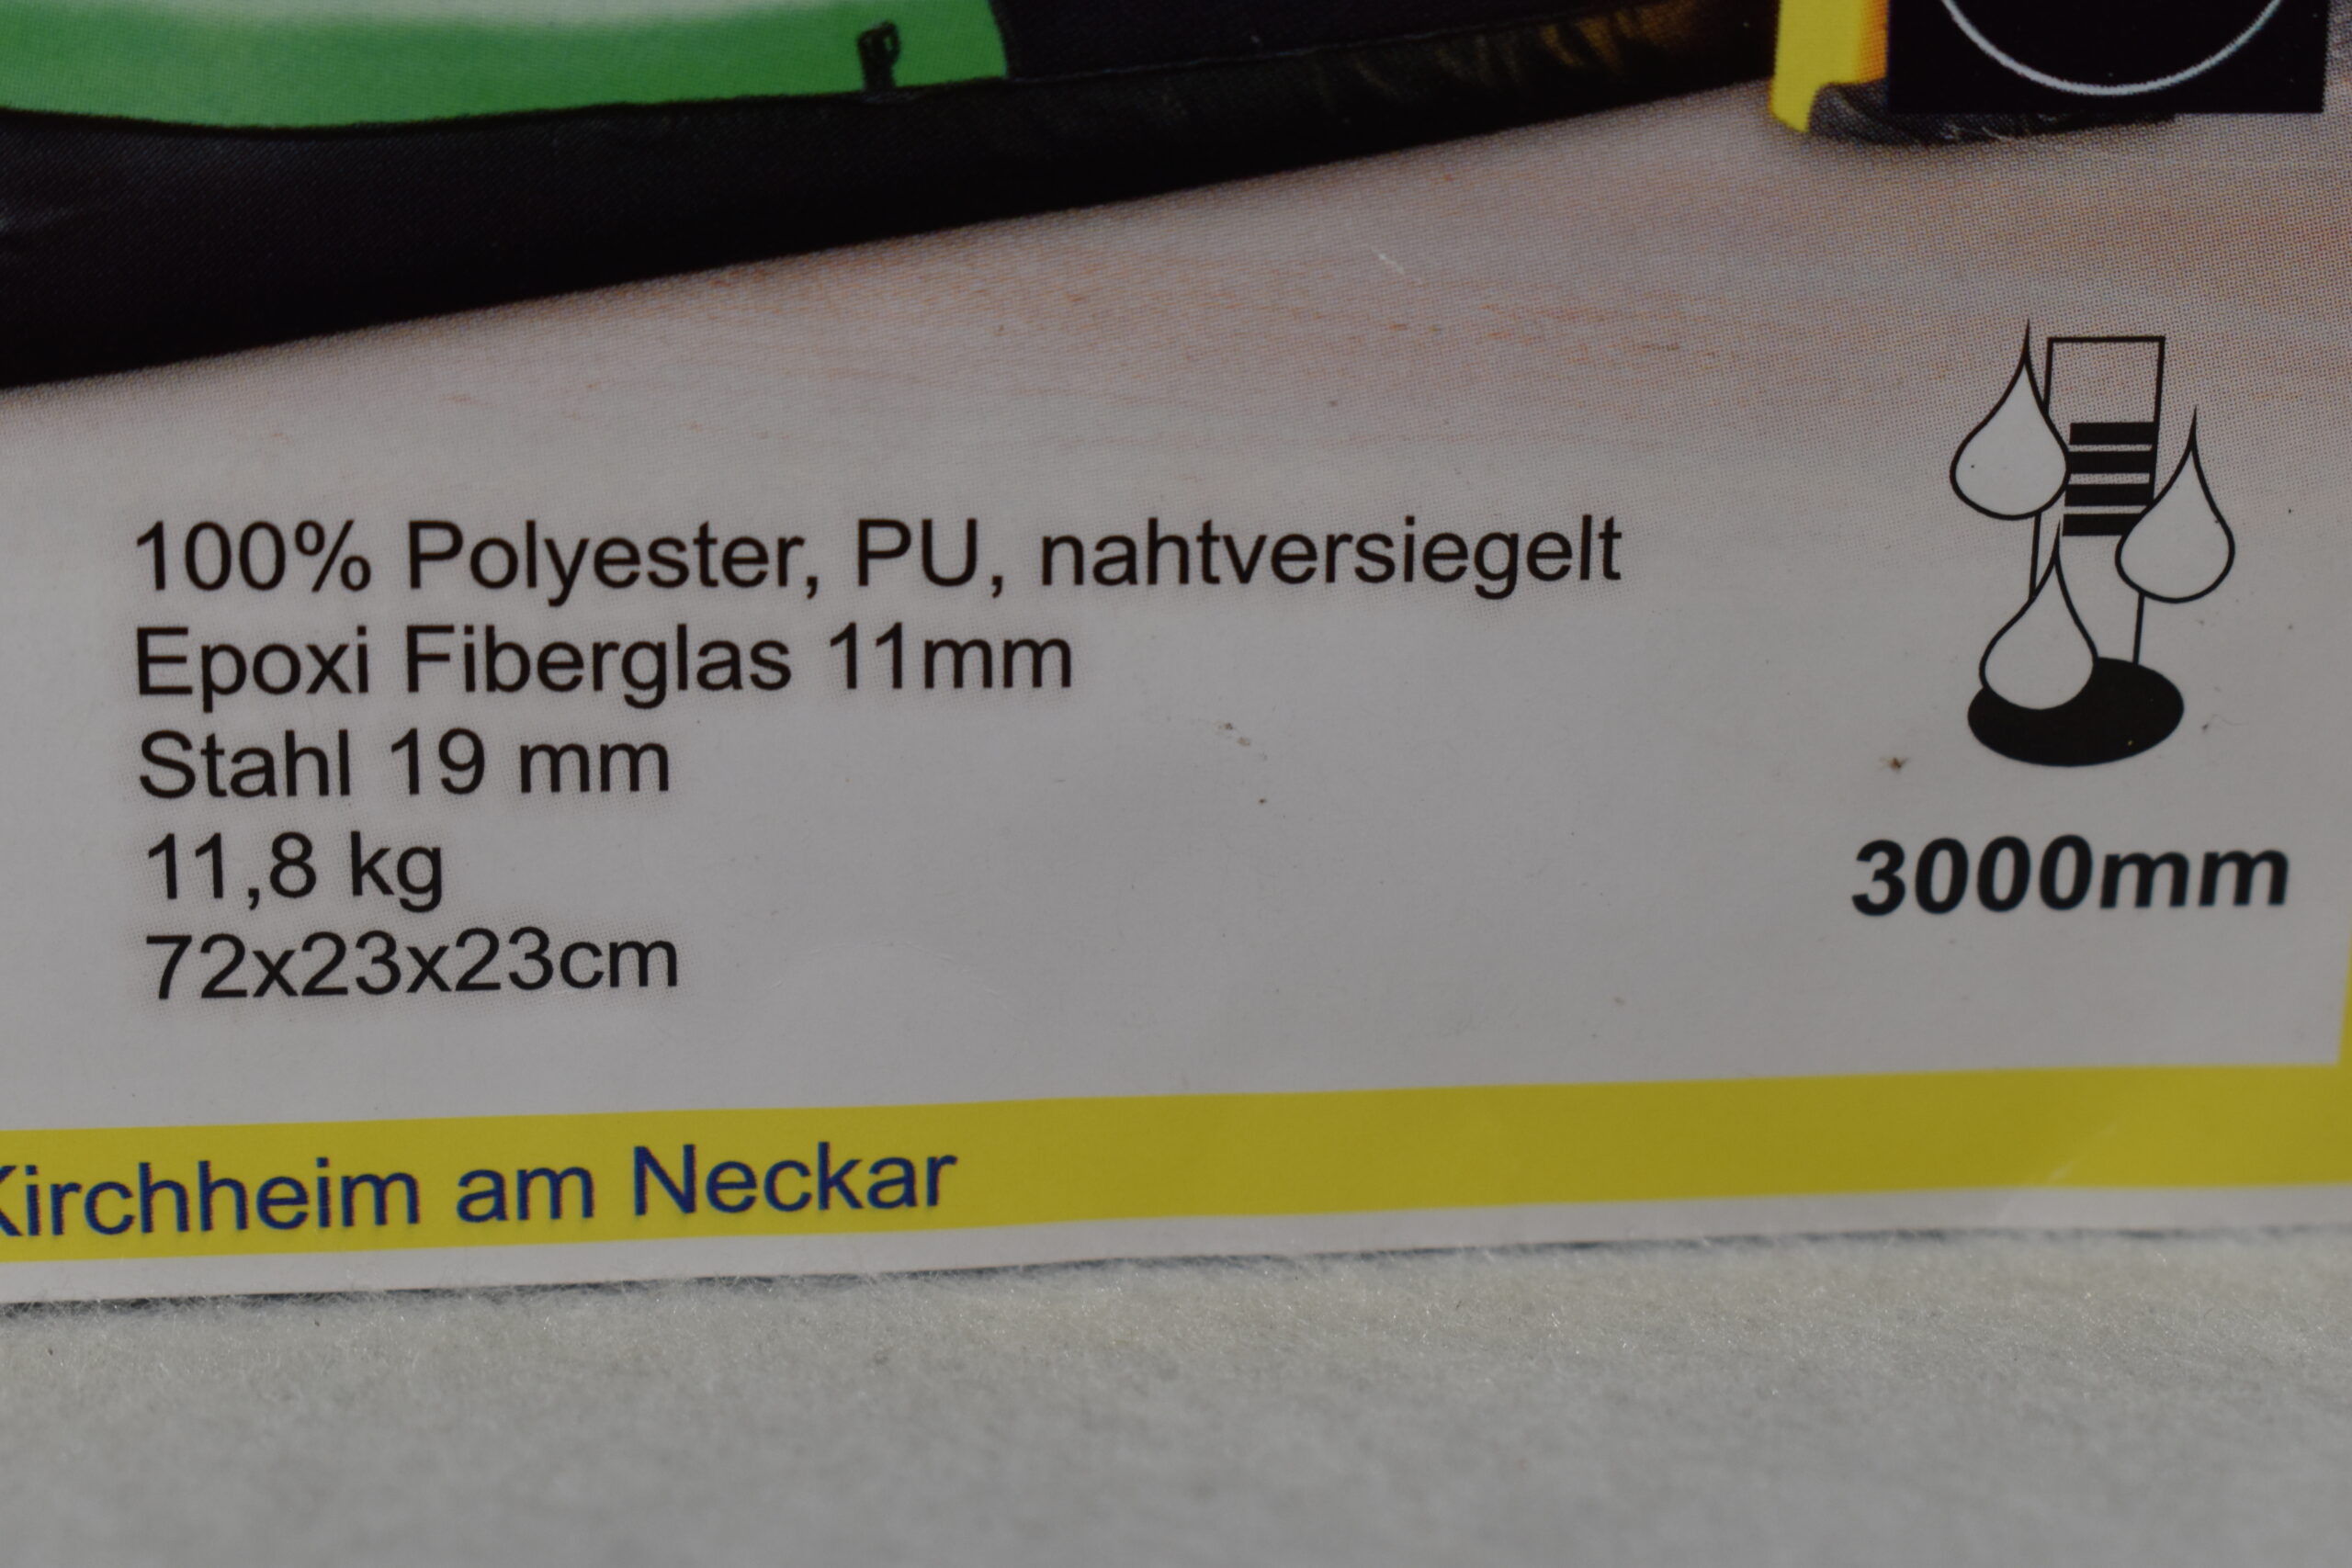 100% Polyester, PU, nahtversiegelt
Epoxi Fiberglas 11mm
Stahl 19 mm
11,8 kg
72x23x23cm
3000mm
Kirchheim am Neckar